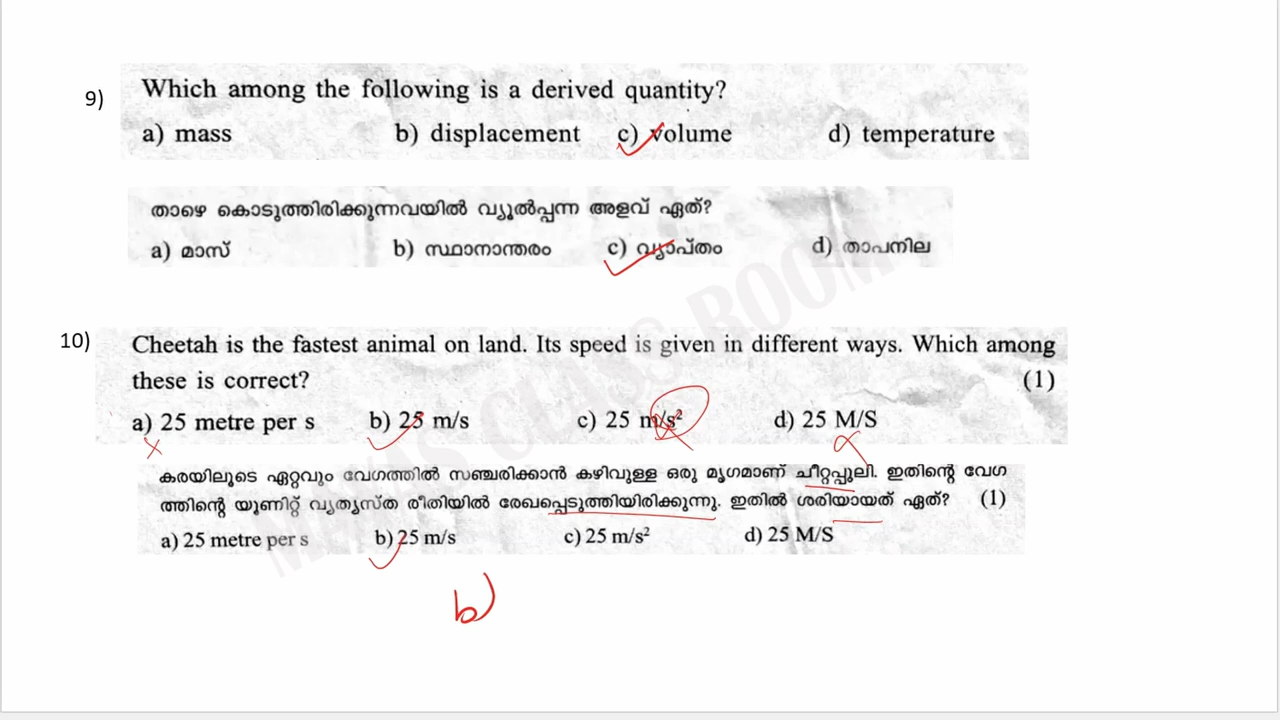 9) Which among the following is a derived quantity?
a) mass b) displacement c) volume d) temperature
താഴെ കൊടുത്തിരിക്കുന്നവയിൽ വ്യുൽപ്പന്ന അളവ് ഏത്?
a) മാസ് b) സ്ഥാനാന്തരം c) വ്യാപ്തം d) താപനില
10) Cheetah is the fastest animal on land. Its speed is given in different ways. Which among
these is correct? (1)
a) 25 metre per s b) 25 m/s c) 25 m/s² d) 25 M/S
കരയിലൂടെ ഏറ്റവും വേഗത്തിൽ സഞ്ചരിക്കാൻ കഴിവുള്ള ഒരു മൃഗമാണ് ചീറ്റപ്പുലി. ഇതിന്റെ വേഗ
ത്തിന്റെ യൂണിറ്റ് വ്യത്യസ്ത രീതിയിൽ രേഖപ്പെടുത്തിയിരിക്കുന്നു. ഇതിൽ ശരിയായത് ഏത്? (1)
a) 25 metre per s b) 25 m/s c) 25 m/s² d) 25 M/S
b)